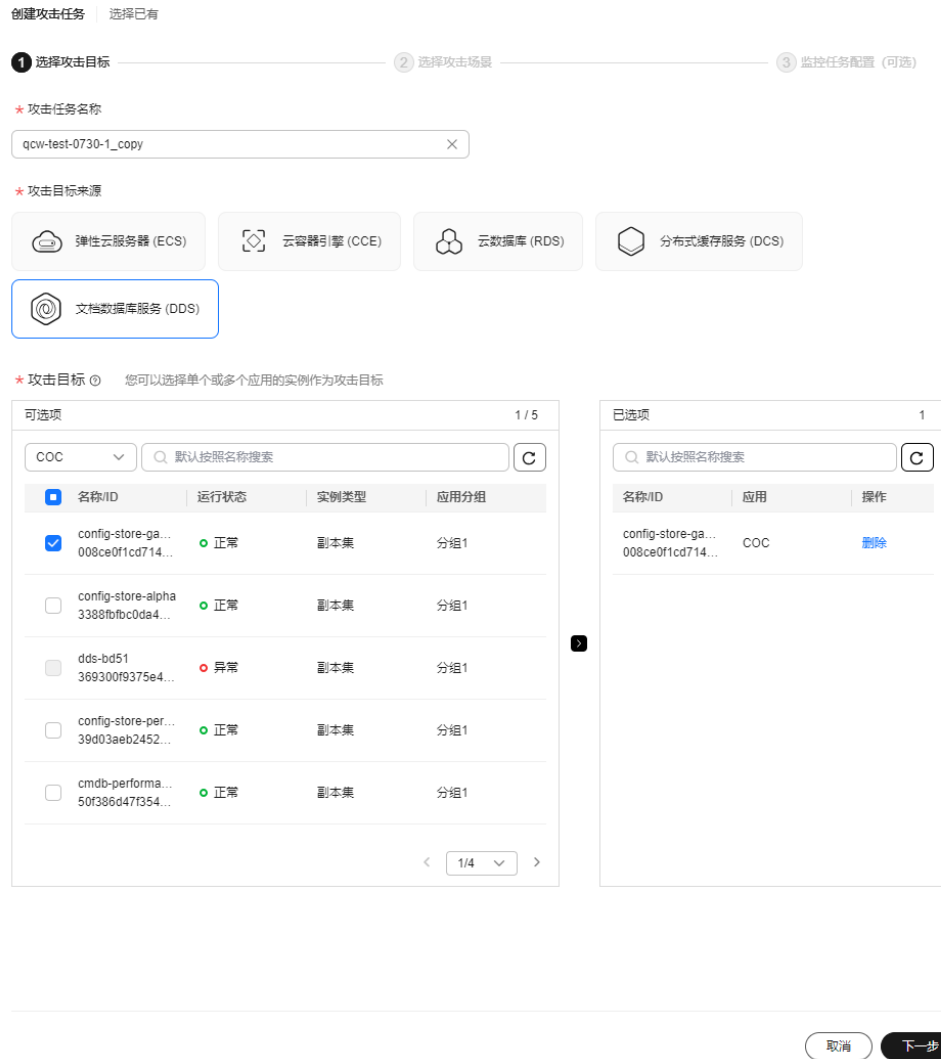 创建攻击任务 选择已有
1 选择攻击目标 2 选择攻击场景 3 监控任务配置（可选）
* 攻击任务名称
qcw-test-0730-1_copy
* 攻击目标来源
弹性云服务器 (ECS) 云容器引擎 (CCE) 云数据库 (RDS) 分布式缓存服务 (DCS)
文档数据库服务 (DDS)
* 攻击目标 您可以选择单个或多个应用的实例作为攻击目标
可选项 1 / 5 已选项 1
COC 默认按照名称搜索 默认按照名称搜索
名称/ID 运行状态 实例类型 应用分组 名称/ID 应用 操作
config-store-ga... 正常 副本集 分组1 config-store-ga... COC 删除
008ce0f1cd714... 008ce0f1cd714...
config-store-alpha 正常 副本集 分组1
3388fbfbc0da4...
dds-bd51 异常 副本集 分组1
369300f9375e4...
config-store-per... 正常 副本集 分组1
39d03aeb2452...
cmdb-performa... 正常 副本集 分组1
50f386d47f354...
1/4
取消 下一步